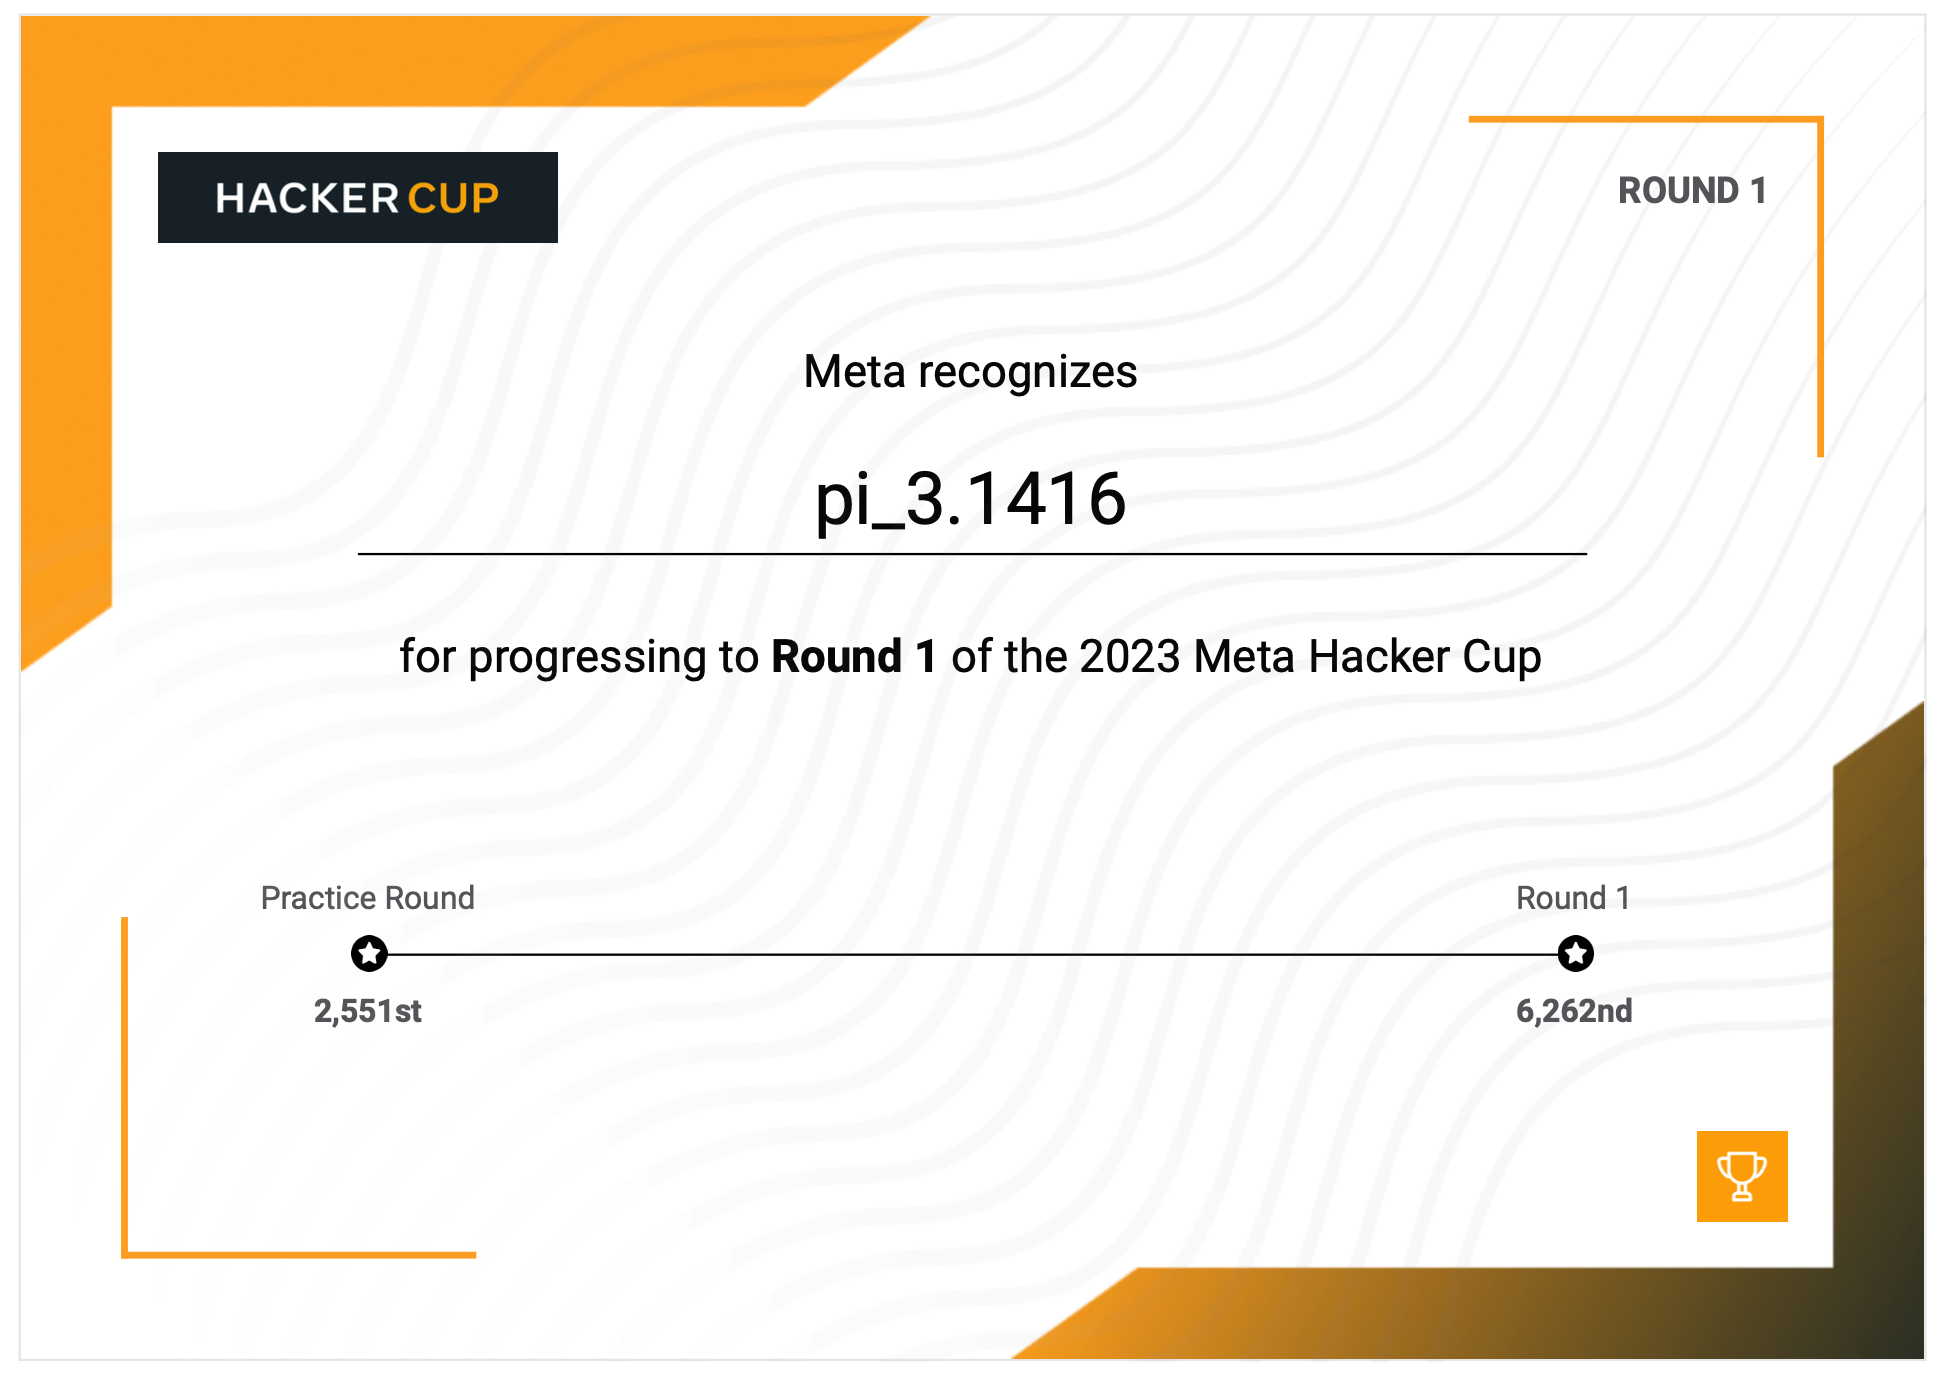 HACKER CUP
ROUND 1
Meta recognizes
pi_3.1416
for progressing to Round 1 of the 2023 Meta Hacker Cup
Practice Round
Round 1
2,551st
6,262nd